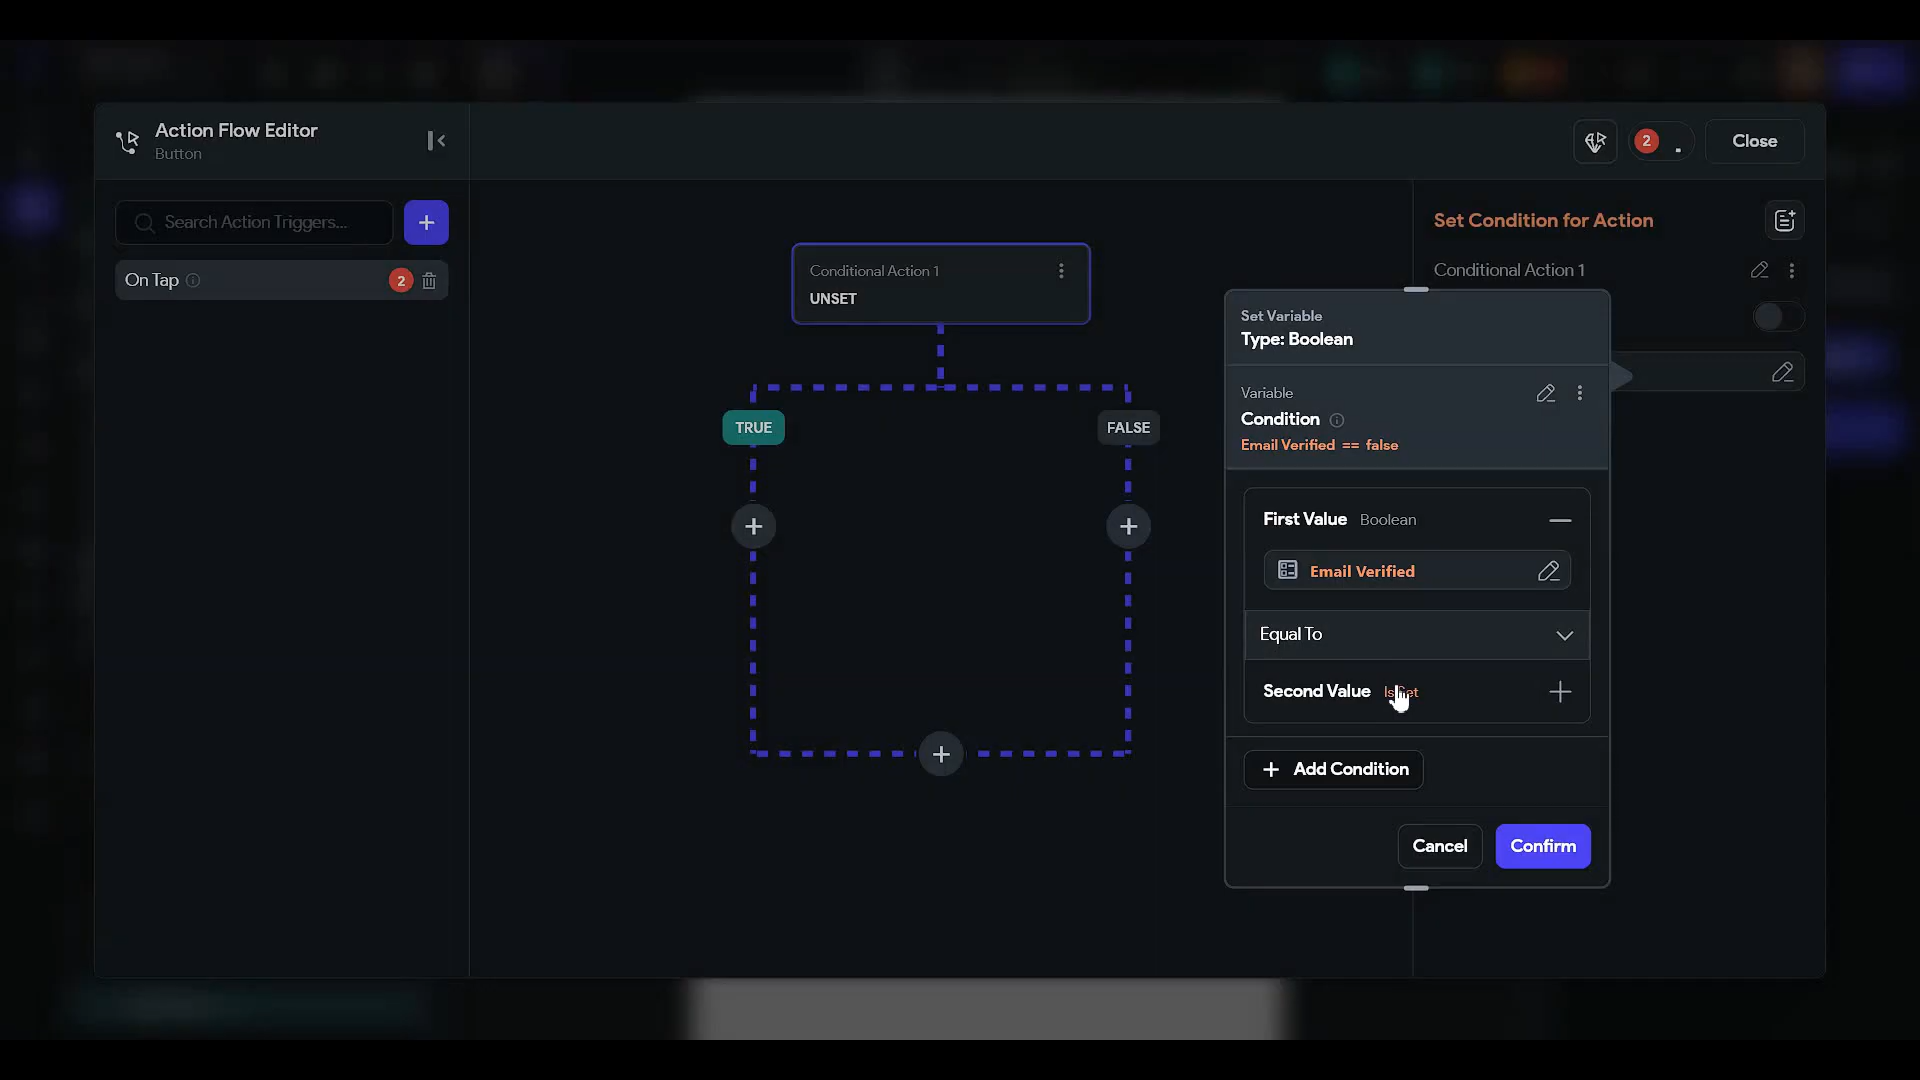 Action Flow Editor
Button
2
Close
Search Action Triggers...
On Tap
2
Conditional Action 1
UNSET
TRUE
FALSE
Set Condition for Action
Conditional Action 1
Set Variable
Type: Boolean
Variable
Condition
Email Verified == false
First Value Boolean
Email Verified
Equal To
Second Value
Add Condition
Cancel
Confirm